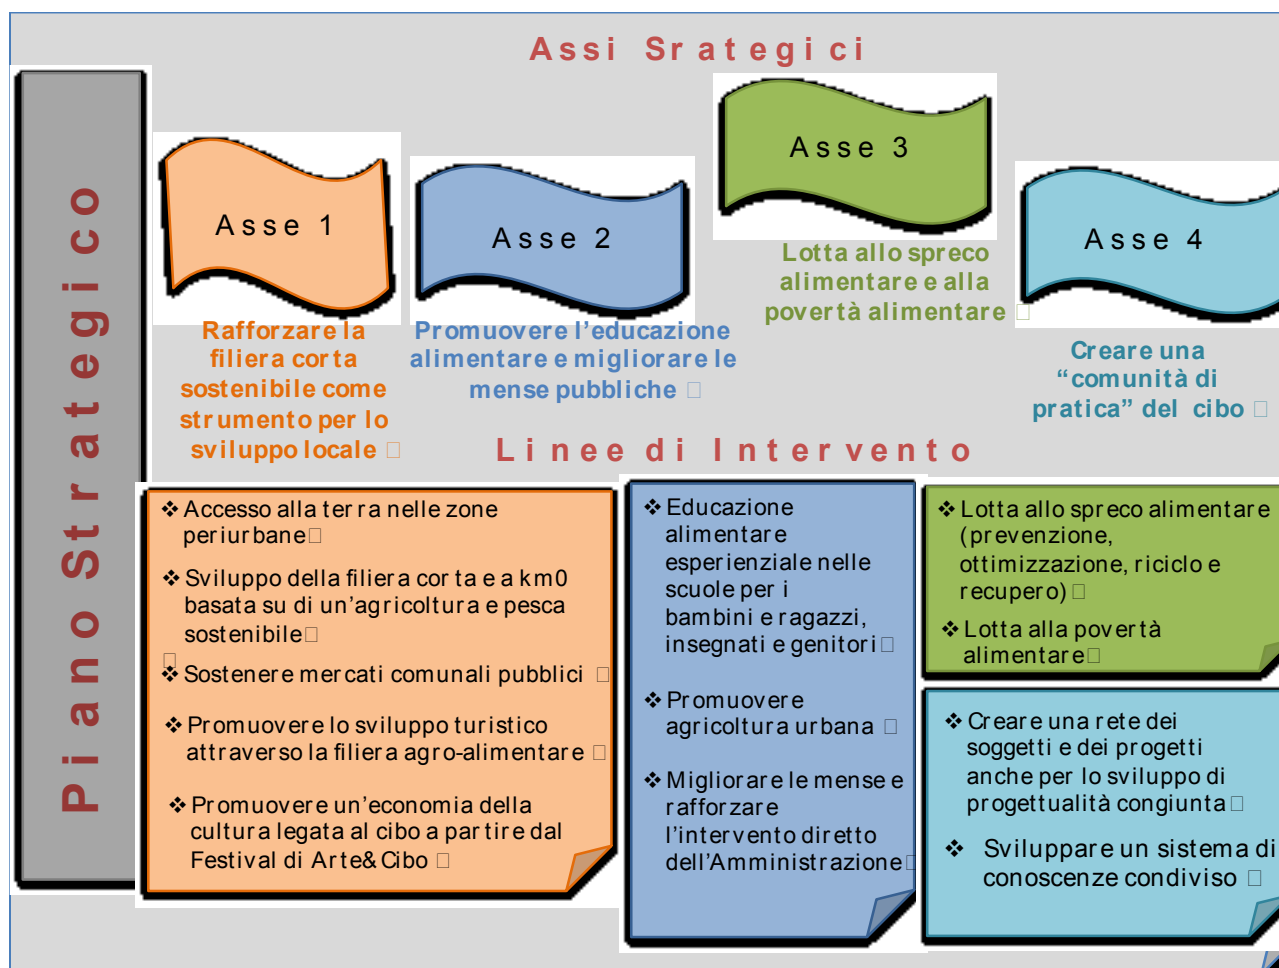 Assi Srategici
Piano Strategico
Asse 1
Rafforzare la
filiera corta
sostenibile come
strumento per lo
sviluppo locale
Asse 2
Promuovere l’educazione
alimentare e migliorare le
mense pubbliche
Asse 3
Lotta allo spreco
alimentare e alla
povertà alimentare
Asse 4
Creare una
“comunità di
pratica” del cibo
Linee di Intervento
❖ Accesso alla terra nelle zone
periurbane
❖ Sviluppo della filiera corta e a km0
basata su di un’agricoltura e pesca
sostenibile
❖ Sostenere mercati comunali pubblici
❖ Promuovere lo sviluppo turistico
attraverso la filiera agro-alimentare
❖ Promuovere un’economia della
cultura legata al cibo a partire dal
Festival di Arte&Cibo
❖ Educazione
alimentare
esperienziale nelle
scuole per i
bambini e ragazzi,
insegnati e genitori
❖ Promuovere
agricoltura urbana
❖ Migliorare le mense e
rafforzare
l’intervento diretto
dell’Amministrazione
❖ Lotta allo spreco alimentare
(prevenzione,
ottimizzazione, riciclo e
recupero)
❖ Lotta alla povertà
alimentare
❖ Creare una rete dei
soggetti e dei progetti
anche per lo sviluppo di
progettualità congiunta
❖ Sviluppare un sistema di
conoscenze condiviso